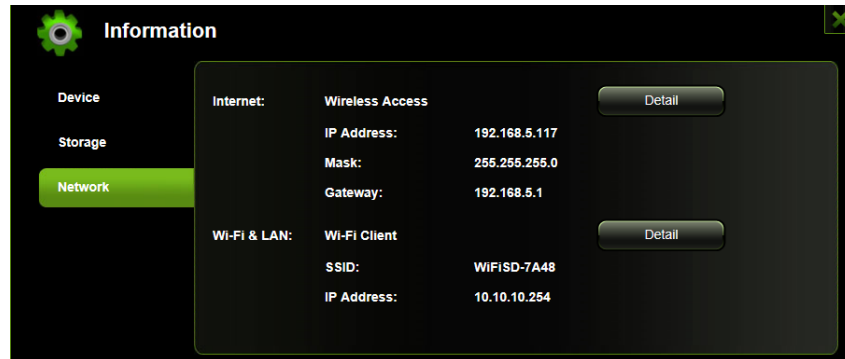 Information
Device
Storage
Network
Internet: Wireless Access Detail
IP Address: 192.168.5.117
Mask: 255.255.255.0
Gateway: 192.168.5.1
Wi-Fi & LAN: Wi-Fi Client Detail
SSID: WiFiSD-7A48
IP Address: 10.10.10.254